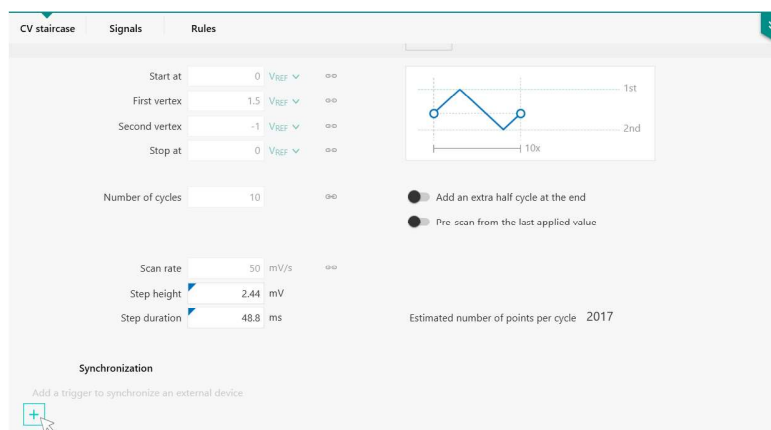 CV staircase Signals Rules
Start at 0 VREF
First vertex 1.5 VREF
Second vertex -1 VREF
Stop at 0 VREF
1st
2nd
10x
Number of cycles 10
Add an extra half cycle at the end
Pre-scan from the last applied value
Scan rate 50 mV/s
Step height 2.44 mV
Step duration 48.8 ms
Estimated number of points per cycle 2017
Synchronization
Add a trigger to synchronize an external device